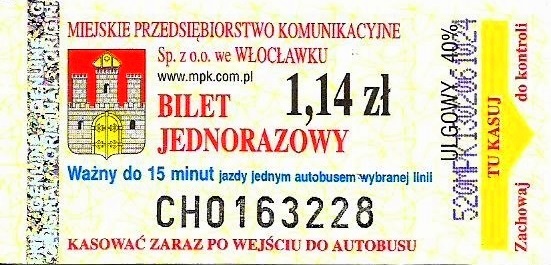 MIEJSKIE PRZEDSIĘBIORSTWO KOMUNIKACYJNE
Sp. z o.o. we WŁOCŁAWKU
www.mpk.com.pl
BILET 1,14 zł
JEDNORAZOWY
Ważny do 15 minut jazdy jednym autobusem wybranej linii
CH0163228
KASOWAĆ ZARAZ PO WEJŚCIU DO AUTOBUSU
ULGOWY 40%
TU KASUJ
Zachowaj do kontroli